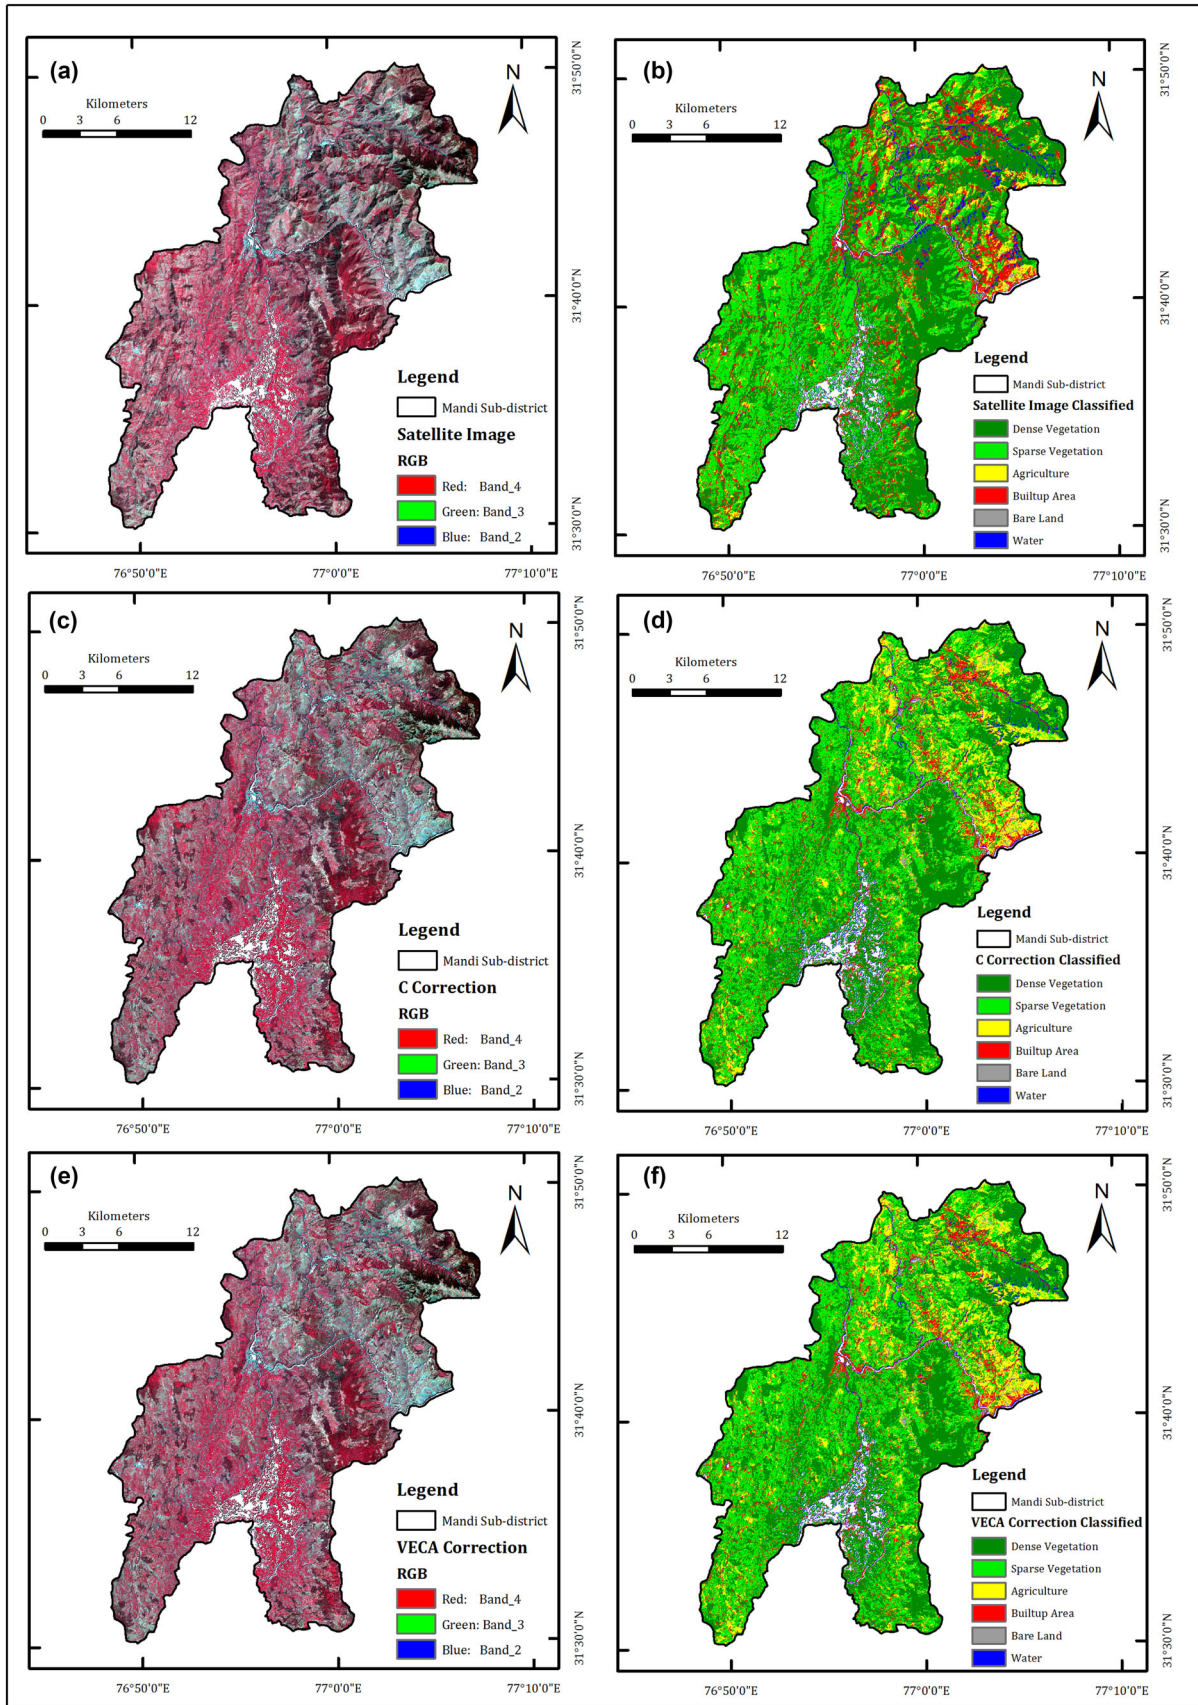 (a)
N
Kilometers
0 3 6 12
31°50'0"N
31°40'0"N
31°30'0"N
Legend
Mandi Sub-district
Satellite Image
RGB
Red: Band_4
Green: Band_3
Blue: Band_2
76°50'0"E 77°0'0"E 77°10'0"E
(b)
N
Kilometers
0 3 6 12
31°50'0"N
31°40'0"N
31°30'0"N
Legend
Mandi Sub-district
Satellite Image Classified
Dense Vegetation
Sparse Vegetation
Agriculture
Builtup Area
Bare Land
Water
76°50'0"E 77°0'0"E 77°10'0"E
(c)
N
Kilometers
0 3 6 12
31°50'0"N
31°40'0"N
31°30'0"N
Legend
Mandi Sub-district
C Correction
RGB
Red: Band_4
Green: Band_3
Blue: Band_2
76°50'0"E 77°0'0"E 77°10'0"E
(d)
N
Kilometers
0 3 6 12
31°50'0"N
31°40'0"N
31°30'0"N
Legend
Mandi Sub-district
C Correction Classified
Dense Vegetation
Sparse Vegetation
Agriculture
Builtup Area
Bare Land
Water
76°50'0"E 77°0'0"E 77°10'0"E
(e)
N
Kilometers
0 3 6 12
31°50'0"N
31°40'0"N
31°30'0"N
Legend
Mandi Sub-district
VECA Correction
RGB
Red: Band_4
Green: Band_3
Blue: Band_2
76°50'0"E 77°0'0"E 77°10'0"E
(f)
N
Kilometers
0 3 6 12
31°50'0"N
31°40'0"N
31°30'0"N
Legend
Mandi Sub-district
VECA Correction Classified
Dense Vegetation
Sparse Vegetation
Agriculture
Builtup Area
Bare Land
Water
76°50'0"E 77°0'0"E 77°10'0"E